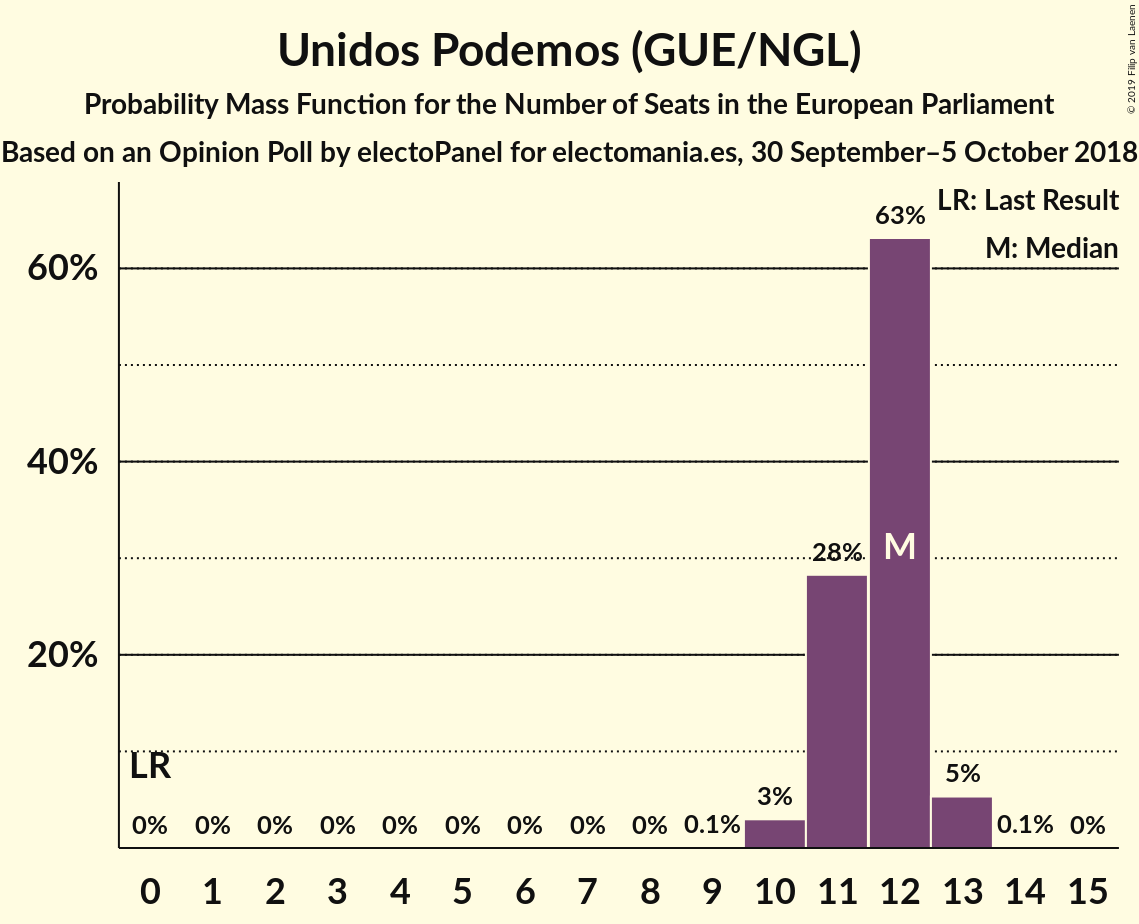 Unidos Podemos (GUE/NGL)
Probability Mass Function for the Number of Seats in the European Parliament
Based on an Opinion Poll by electoPanel for electomania.es, 30 September–5 October 2018
© 2019 Filip van Laenen
LR: Last Result
M: Median
63%
60%
40%
M
28%
20%
LR
5%
3%
0% 0% 0% 0% 0% 0% 0% 0% 0% 0.1% 0.1% 0%
0 1 2 3 4 5 6 7 8 9 10 11 12 13 14 15